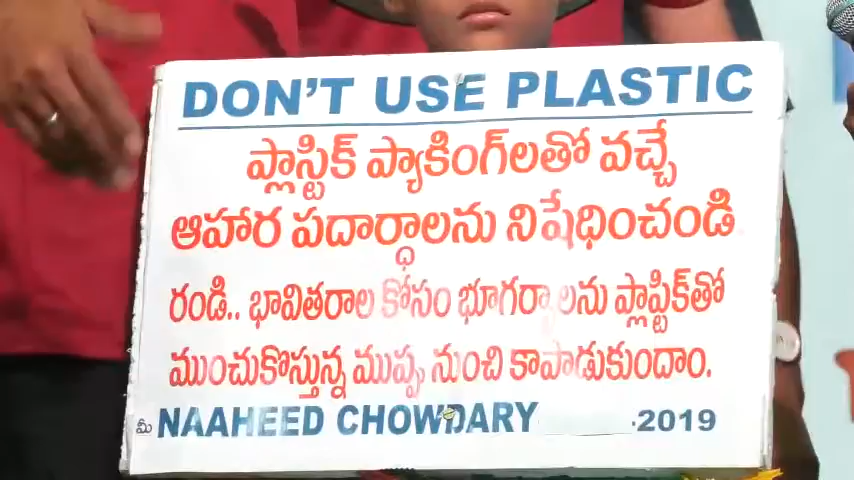 DON'T USE PLASTIC
ప్లాస్టిక్ ప్యాకింగ్‌లతో వచ్చే
ఆహార పదార్ధాలను నిషేధించండి
రండి.. భావితరాల కోసం భూగర్భాలను ప్లాస్టిక్‌తో
ముంచుకొస్తున్న ముప్పు నుంచి కాపాడుకుందాం.
మీ NAAHEED CHOWDARY -2019